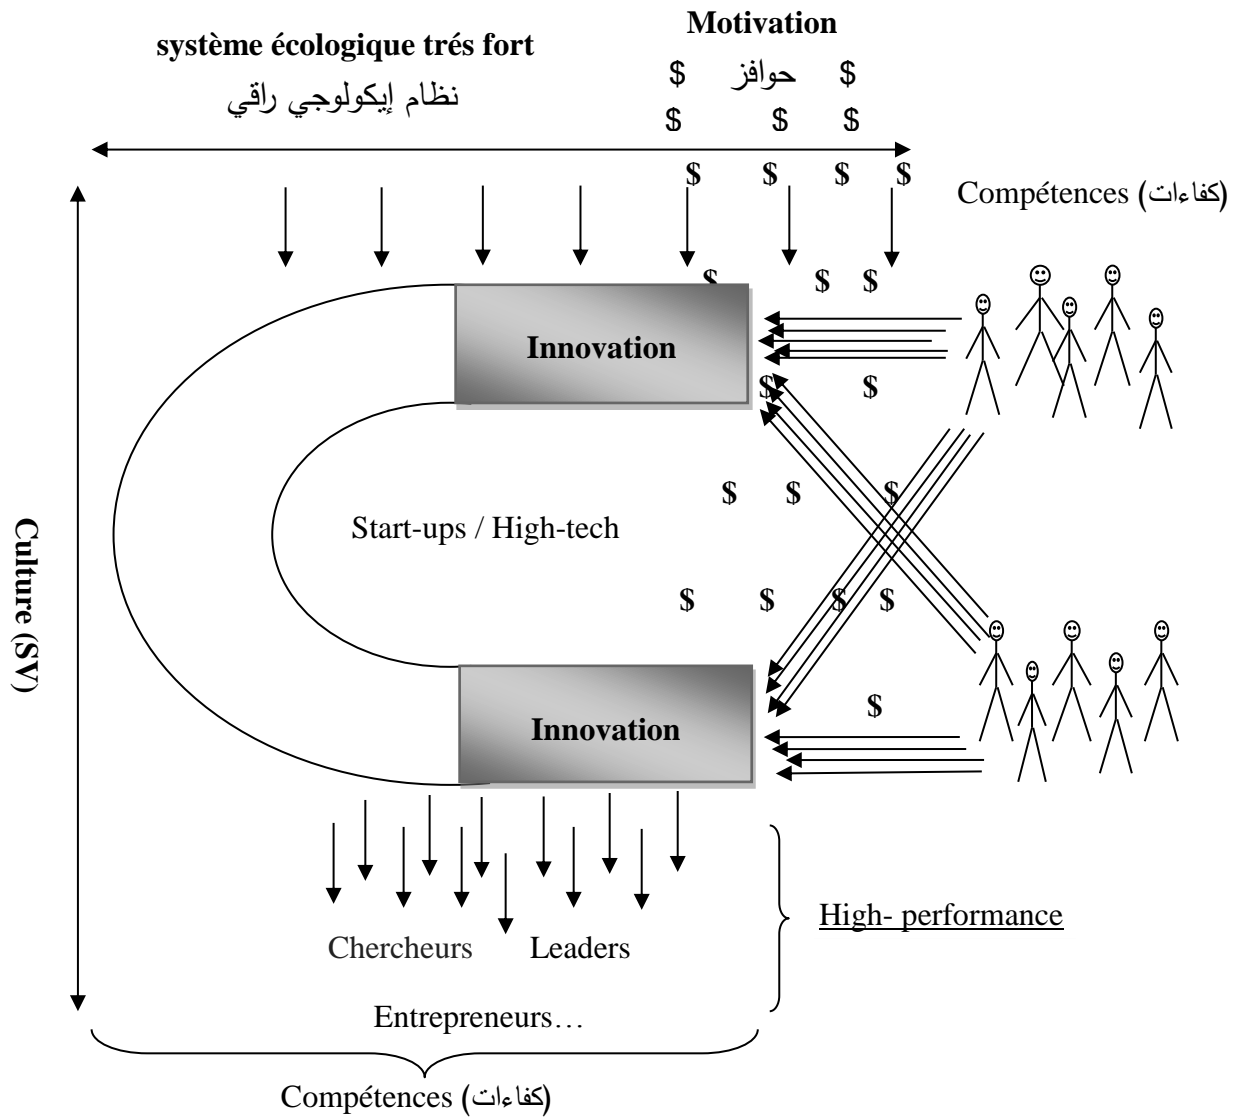 Motivation
système écologique trés fort
$ حوافز $
نظام إيكولوجي راقي
$ $ $
$ $ $ $
Compétences (كفاءات)
$ $ $
Innovation
$ $
$ $ $
Start-ups / High-tech
Culture (SV)
$ $ $ $
$
Innovation
High- performance
Chercheurs Leaders
Entrepreneurs…
Compétences (كفاءات)